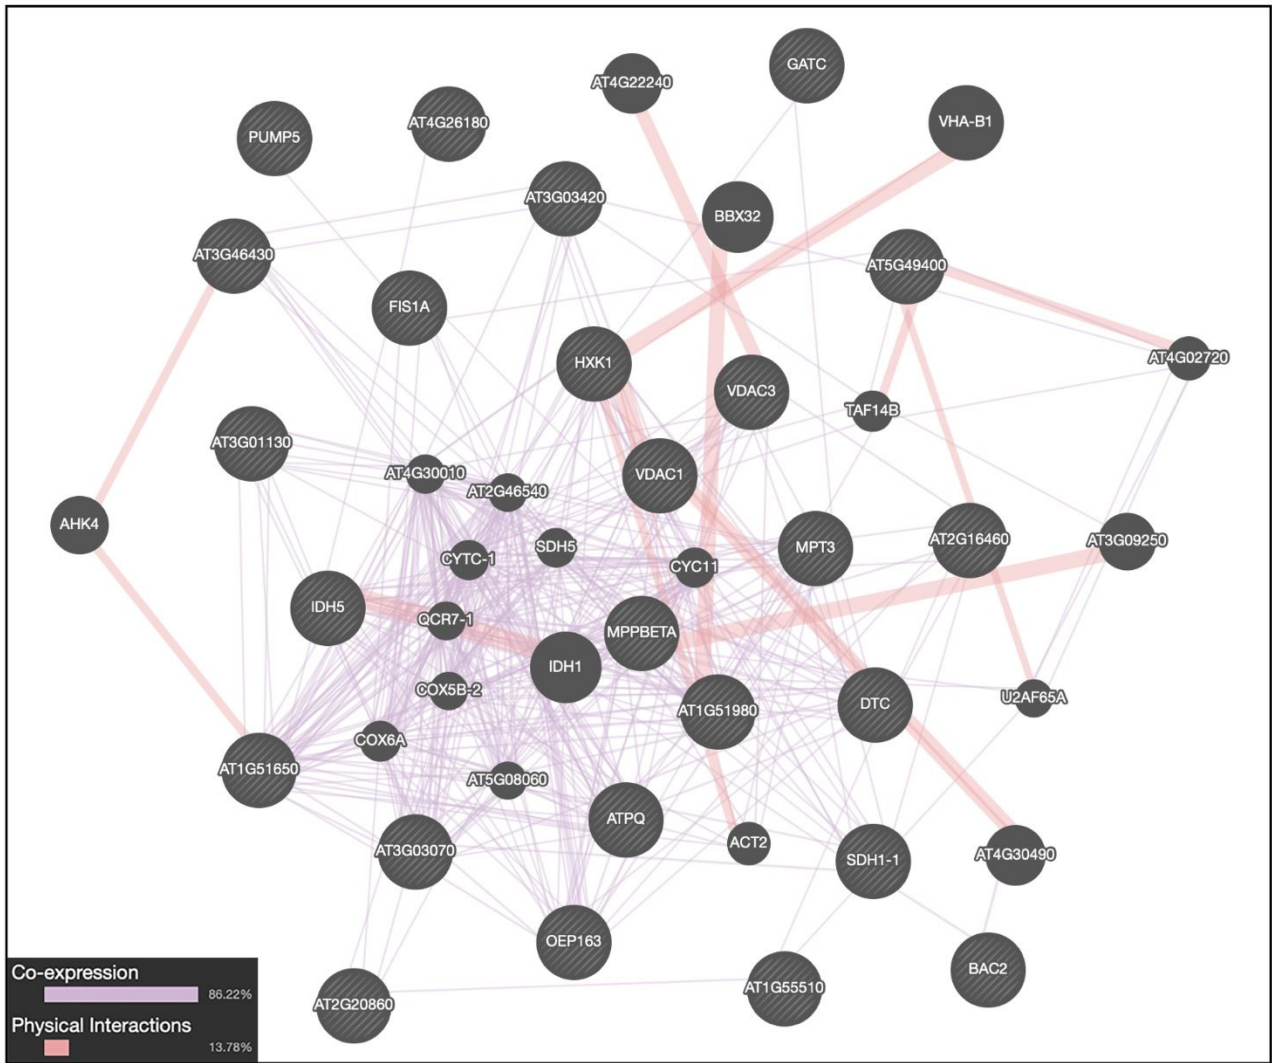 GATC
AT4G22240
VHA-B1
AT4G26180
PUMP5
AT3G03420
BBX32
AT3G46430
AT5G49400
FIS1A
AT4G02720
HXK1
VDAC3
TAF14B
AT3G01130
AT4G30010
VDAC1
AT2G46540
AHK4
AT2G16460
AT3G09250
SDH5
MPT3
CYTC-1
CYC11
IDH5
QCR7-1
MPPBETA
IDH1
COX5B-2
U2AF65A
DTC
AT1G51980
COX6A
AT1G51650
AT5G08060
ATPQ
ACT2
AT3G03070
SDH1-1
AT4G30490
OEP163
BAC2
AT1G55510
AT2G20860
Co-expression
86.22%
Physical Interactions
13.78%